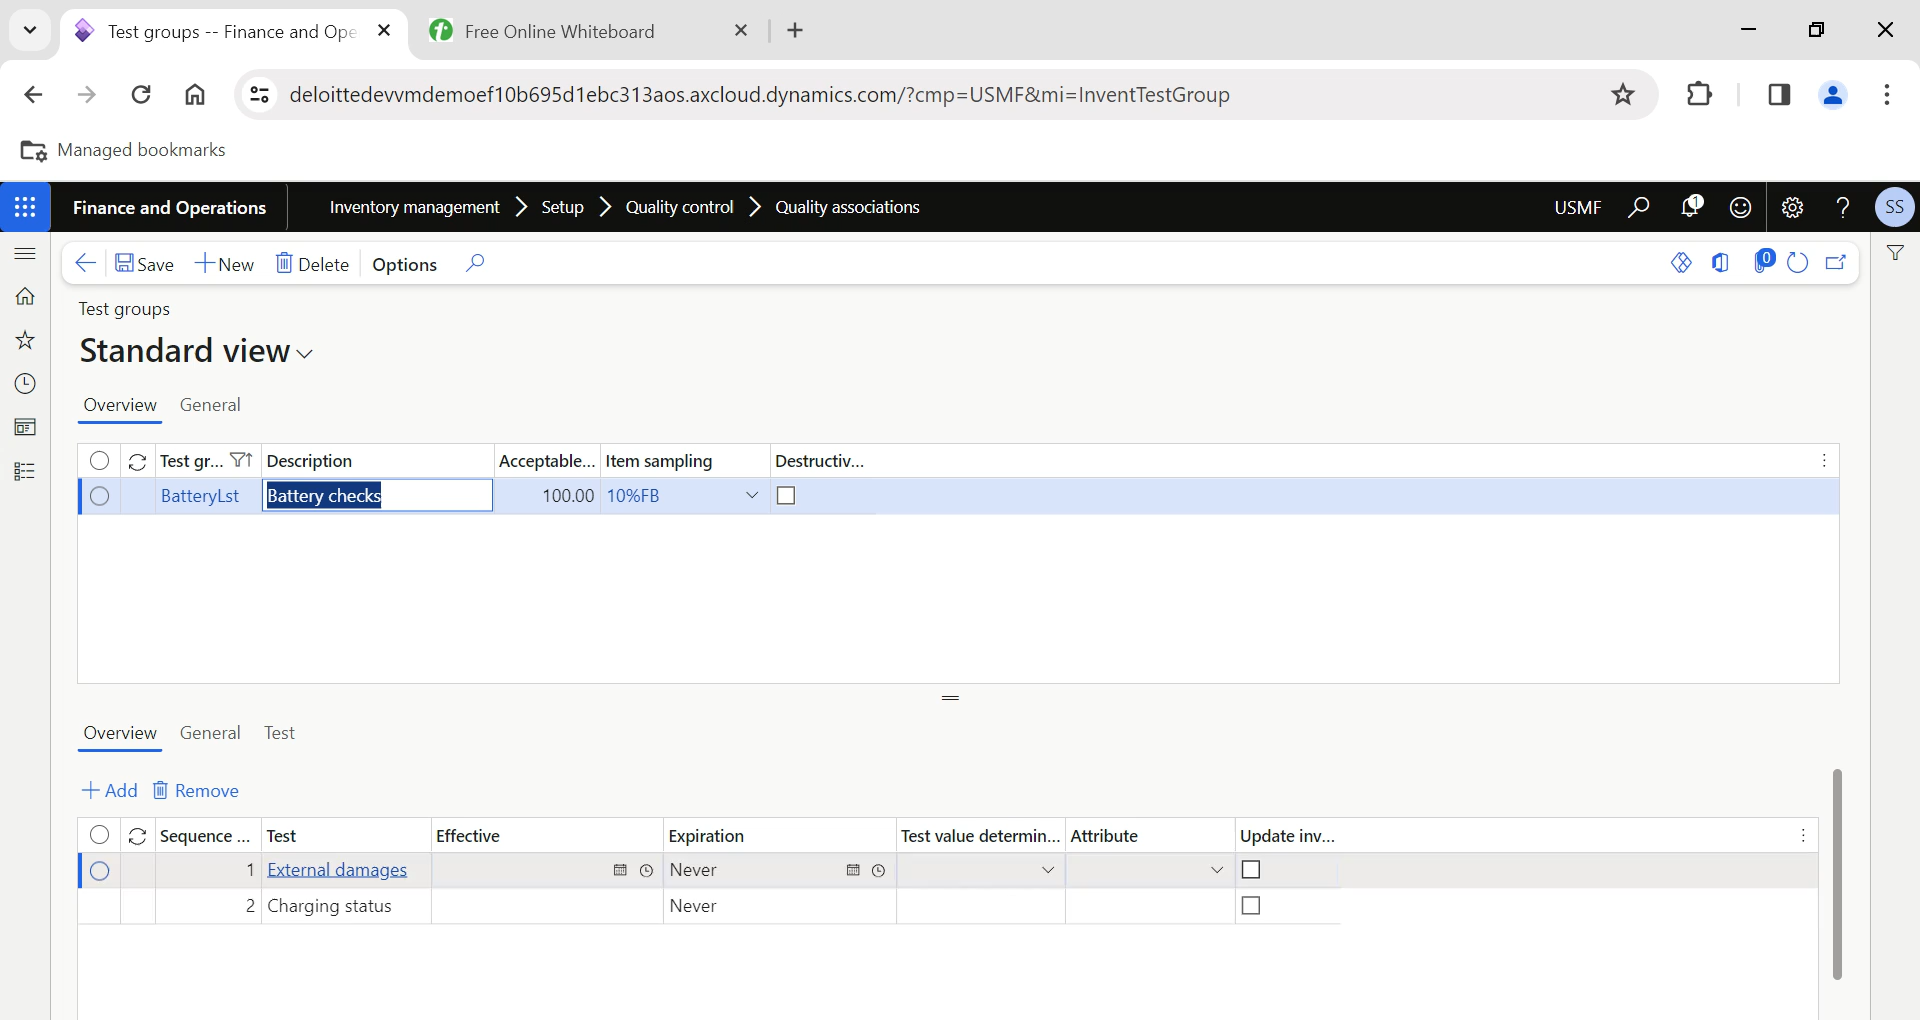 Test groups -- Finance and Ope
Free Online Whiteboard
deloittedevvmdemoef10b695d1ebc313aos.axcloud.dynamics.com/?cmp=USMF&mi=InventTestGroup
Managed bookmarks
Finance and Operations
Inventory management Setup Quality control Quality associations
USMF
1
SS
Save New Delete Options
0
Test groups
Standard view
Overview General
Test gr... Description Acceptable... Item sampling Destructiv...
BatteryLst Battery checks 100.00 10%FB
Overview General Test
Add Remove
Sequence ... Test Effective Expiration Test value determin... Attribute Update inv...
1 External damages Never
2 Charging status Never